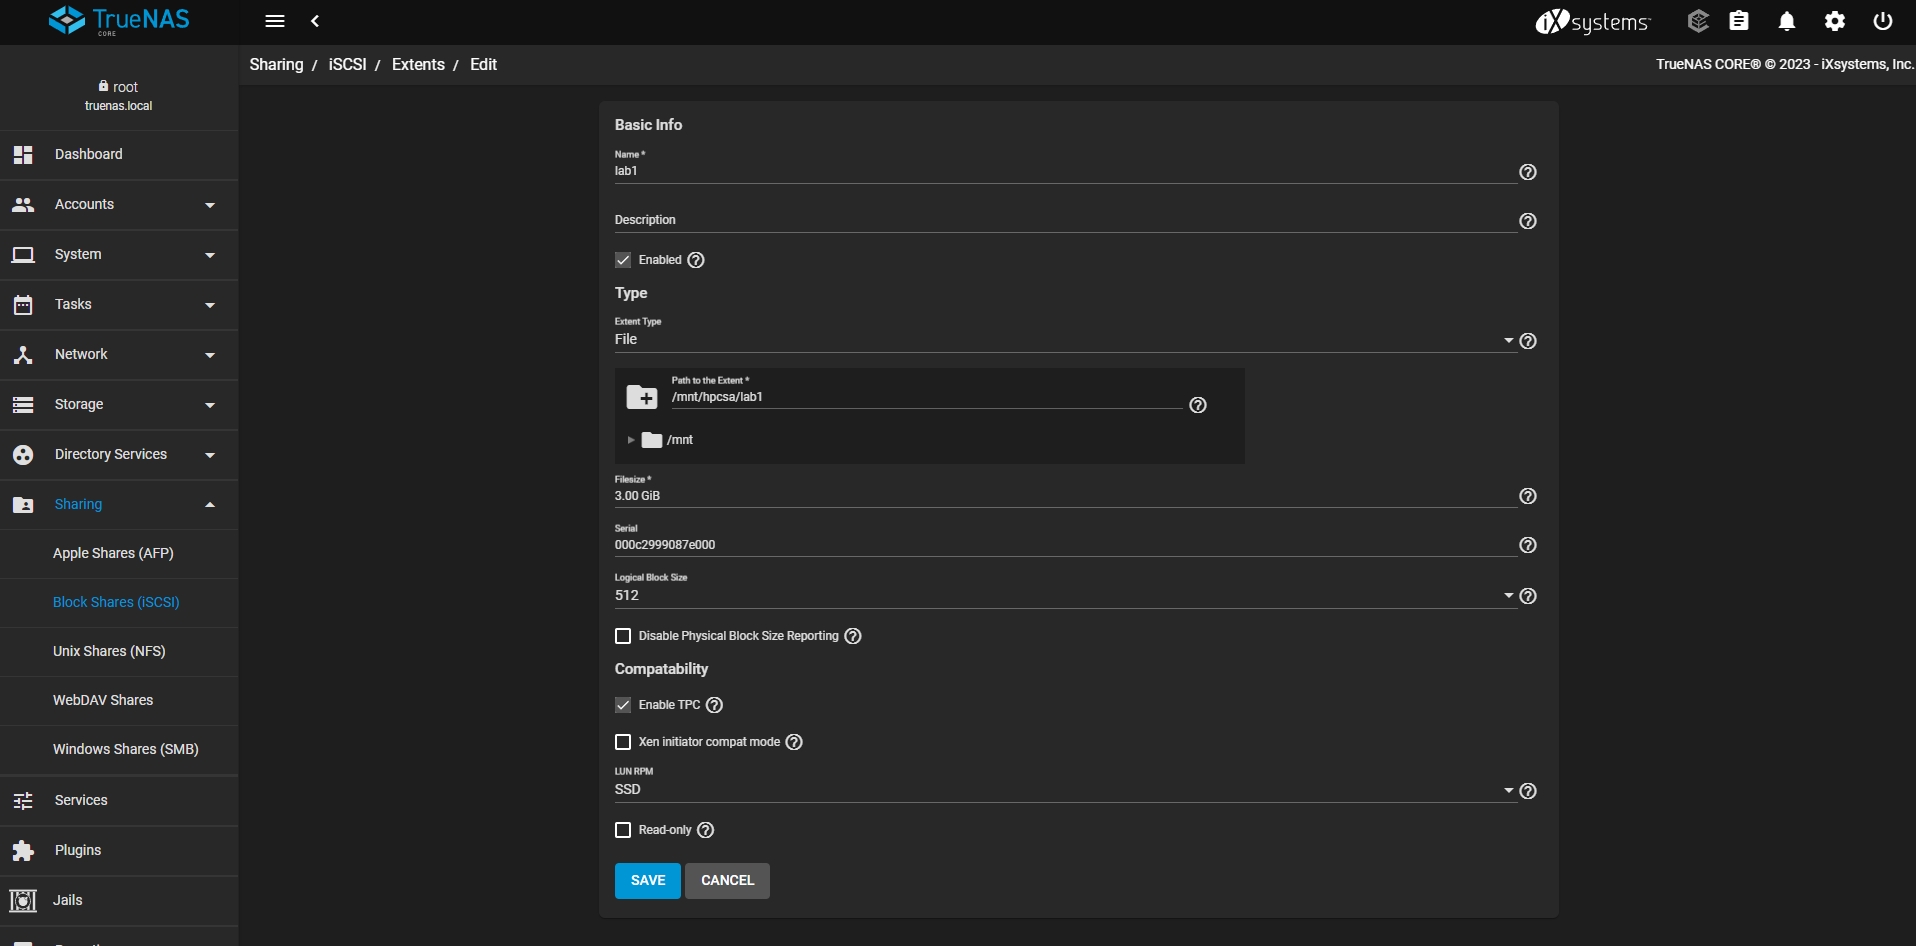 TrueNAS
CORE
iXsystems
Sharing / iSCSI / Extents / Edit
TrueNAS CORE® © 2023 - iXsystems, Inc.
root
truenas.local
Dashboard
Accounts
System
Tasks
Network
Storage
Directory Services
Sharing
Apple Shares (AFP)
Block Shares (iSCSI)
Unix Shares (NFS)
WebDAV Shares
Windows Shares (SMB)
Services
Plugins
Jails
Basic Info
Name *
lab1
Description
Enabled
Type
Extent Type
File
Path to the Extent *
/mnt/hpcsa/lab1
/mnt
Filesize *
3.00 GiB
Serial
000c2999087e000
Logical Block Size
512
Disable Physical Block Size Reporting
Compatability
Enable TPC
Xen initiator compat mode
LUN RPM
SSD
Read-only
SAVE CANCEL